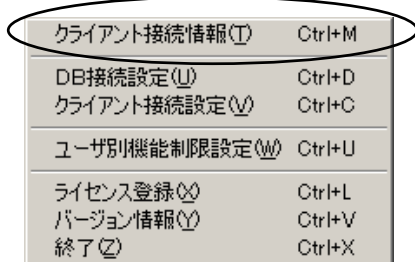 クライアント接続情報(T) Ctrl+M
DB接続設定(U) Ctrl+D
クライアント接続設定(V) Ctrl+C
ユーザ別機能制限設定(W) Ctrl+U
ライセンス登録(X) Ctrl+L
バージョン情報(Y) Ctrl+V
終了(Z) Ctrl+X